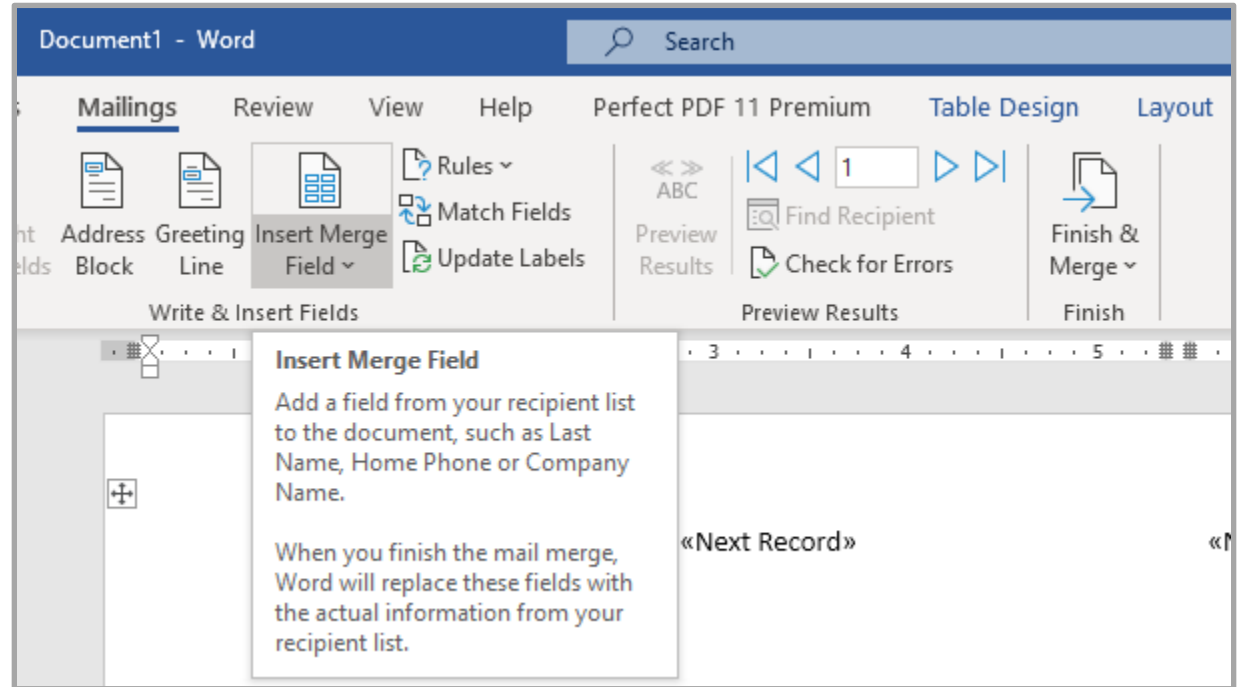 Document1 - Word
Search
Mailings Review View Help Perfect PDF 11 Premium Table Design Layout
Address Block
Greeting Line
Insert Merge Field
Rules
Match Fields
Update Labels
Write & Insert Fields
ABC
Preview Results
1
Find Recipient
Check for Errors
Preview Results
Finish & Merge
Finish
3 4 5
Insert Merge Field
Add a field from your recipient list
to the document, such as Last
Name, Home Phone or Company
Name.
When you finish the mail merge,
Word will replace these fields with
the actual information from your
recipient list.
«Next Record»